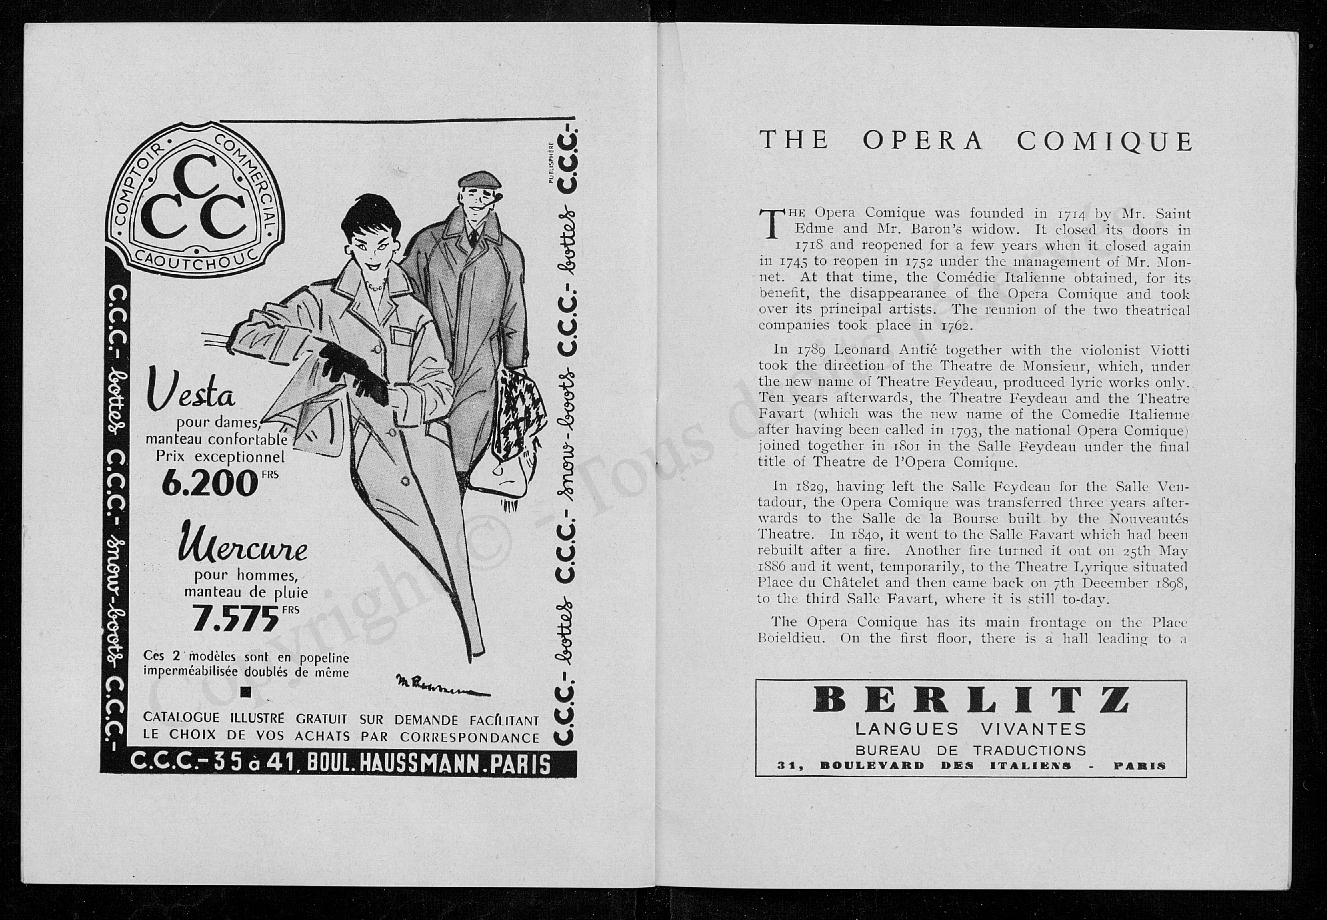 COMPTOIR · COMMERCIAL · CAOUTCHOUC
C
C C
C.C.C.- bottes C.C.C- snow-boots C.C.C.-
Vesta
pour dames,
manteau confortable
Prix exceptionnel
6.200 FRS
Mercure
pour hommes,
manteau de pluie
7.575 FRS
Ces 2 modèles sont en popeline
imperméabilisée doublés de même
CATALOGUE ILLUSTRÉ GRATUIT SUR DEMANDE FACILITANT
LE CHOIX DE VOS ACHATS PAR CORRESPONDANCE
C.C.C.- bottes C.C.C.- snow-boots C.C.C.- bottes C.C.C.-
PUBLISPHÈRE
C.C.C.- 35 à 41, BOUL. HAUSSMANN. PARIS
THE OPERA COMIQUE
THE Opera Comique was founded in 1714 by Mr. Saint
Edme and Mr. Baron's widow. It closed its doors in
1718 and reopened for a few years when it closed again
in 1745 to reopen in 1752 under the management of Mr. Mon-
net. At that time, the Comédie Italienne obtained, for its
benefit, the disappearance of the Opera Comique and took
over its principal artists. The reunion of the two theatrical
companies took place in 1762.
In 1789 Leonard Antié together with the violonist Viotti
took the direction of the Theatre de Monsieur, which, under
the new name of Theatre Feydeau, produced lyric works only.
Ten years afterwards, the Theatre Feydeau and the Theatre
Favart (which was the new name of the Comedie Italienne
after having been called in 1793, the national Opera Comique)
joined together in 1801 in the Salle Feydeau under the final
title of Theatre de l'Opera Comique.
In 1829, having left the Salle Feydeau for the Salle Ven-
tadour, the Opera Comique was transferred three years after-
wards to the Salle de la Bourse built by the Nouveautés
Theatre. In 1840, it went to the Salle Favart which had been
rebuilt after a fire. Another fire turned it out on 25th May
1886 and it went, temporarily, to the Theatre Lyrique situated
Place du Châtelet and then came back on 7th December 1898,
to the third Salle Favart, where it is still to-day.
The Opera Comique has its main frontage on the Place
Boieldieu. On the first floor, there is a hall leading to a
BERLITZ
LANGUES VIVANTES
BUREAU DE TRADUCTIONS
31, BOULEVARD DES ITALIENS - PARIS
Copyright © - Tous d